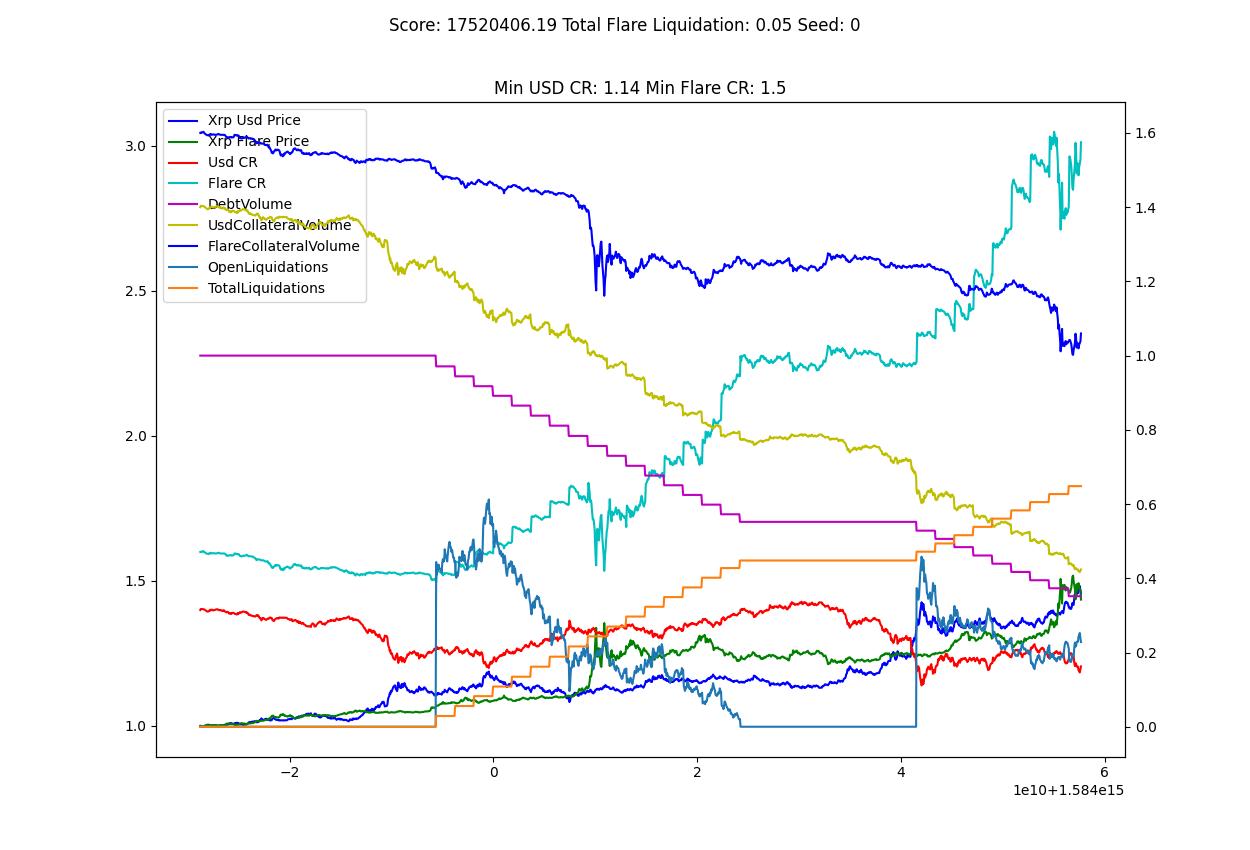 Score: 17520406.19 Total Flare Liquidation: 0.05 Seed: 0
Min USD CR: 1.14 Min Flare CR: 1.5
Xrp Usd Price
Xrp Flare Price
Usd CR
Flare CR
DebtVolume
UsdCollateralVolume
FlareCollateralVolume
OpenLiquidations
TotalLiquidations
3.0
2.5
2.0
1.5
1.0
1.6
1.4
1.2
1.0
0.8
0.6
0.4
0.2
0.0
−2
0
2
4
6
1e10+1.584e15